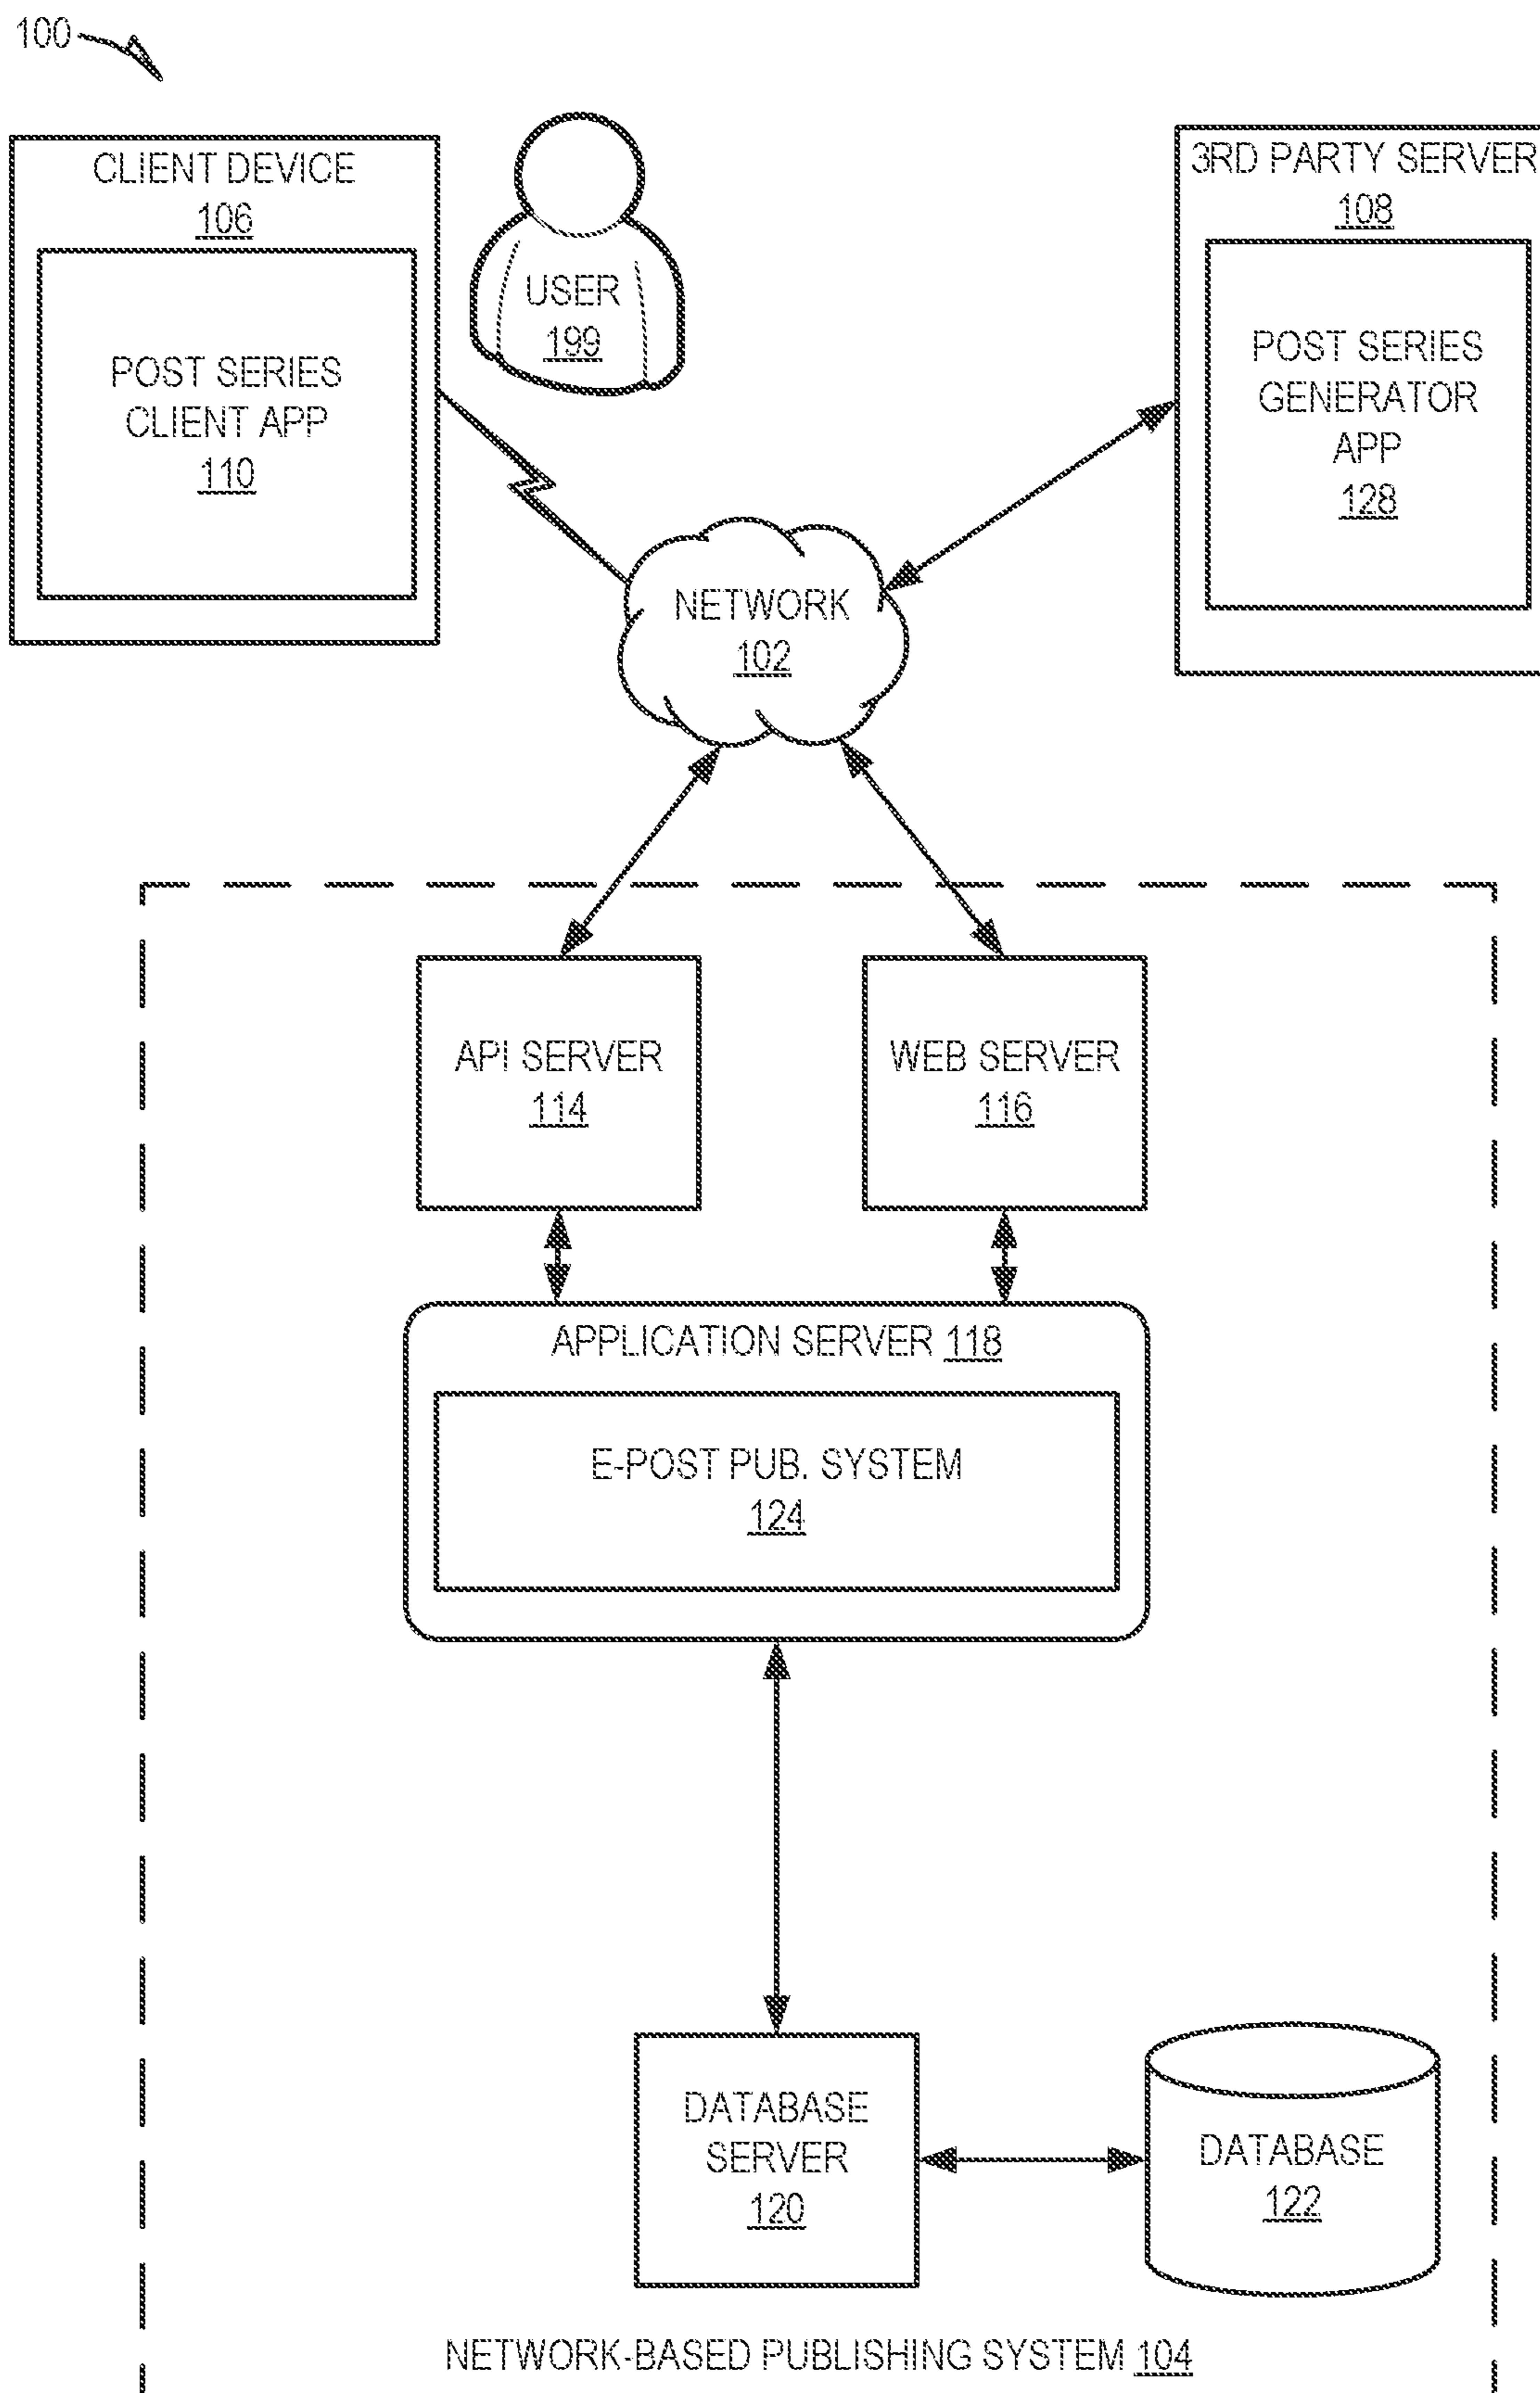 100
CLIENT DEVICE
106
POST SERIES
CLIENT APP
110
USER
199
3RD PARTY SERVER
108
POST SERIES
GENERATOR
APP
128
NETWORK
102
API SERVER
114
WEB SERVER
116
APPLICATION SERVER 118
E-POST PUB. SYSTEM
124
DATABASE
SERVER
120
DATABASE
122
NETWORK-BASED PUBLISHING SYSTEM 104